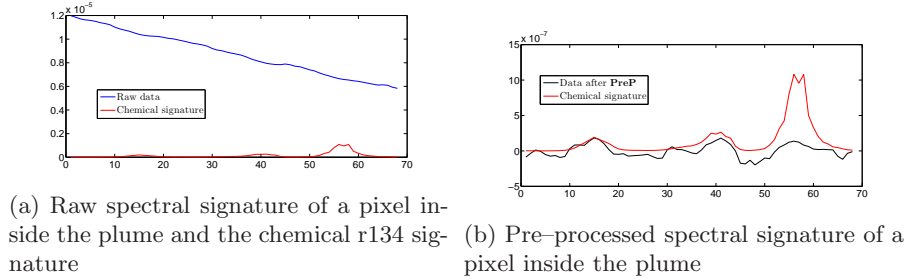 x 10^-5
1.2
1
0.8
0.6
0.4
0.2
0
0 10 20 30 40 50 60 70
Raw data
Chemical signature
(a) Raw spectral signature of a pixel in-
side the plume and the chemical r134 sig-
nature
x 10^-7
15
10
5
0
−5
0 10 20 30 40 50 60 70
Data after PreP
Chemical signature
(b) Pre–processed spectral signature of a
pixel inside the plume